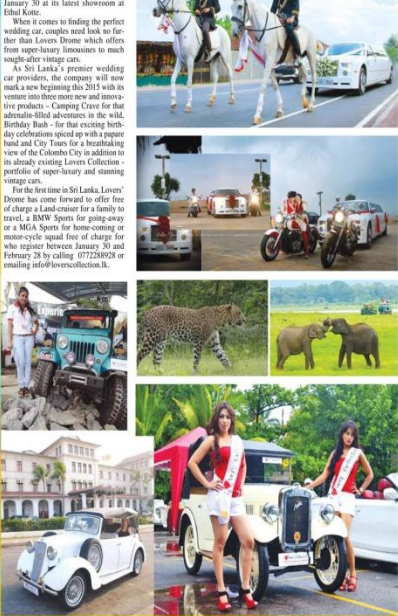 January 30 at its latest showroom at
Ethul Kotte.
When it comes to finding the perfect
wedding car, couples need look no fur-
ther than Lovers Drome which offers
from super-luxury limousines to much
sought-after vintage cars.
As Sri Lanka's premier wedding
car providers, the company will now
mark a new beginning this 2015 with its
venture into three more new and innova-
tive products – Camping Crave for that
adrenalin-filled adventures in the wild,
Birthday Bash - for that exciting birth-
day celebrations spiced up with a papare
band and City Tours for a breathtaking
view of the Colombo City in addition to
its already existing Lovers Collection -
portfolio of super-luxury and stunning
vintage cars.
For the first time in Sri Lanka, Lovers'
Drome has come forward to offer free
of charge a Land-cruiser for a family to
travel, a BMW Sports for going-away
or a MGA Sports for home-coming or
motor-cycle squad free of charge for
who register between January 30 and
February 28 by calling 0772288928 or
emailing info@loverscollection.lk.